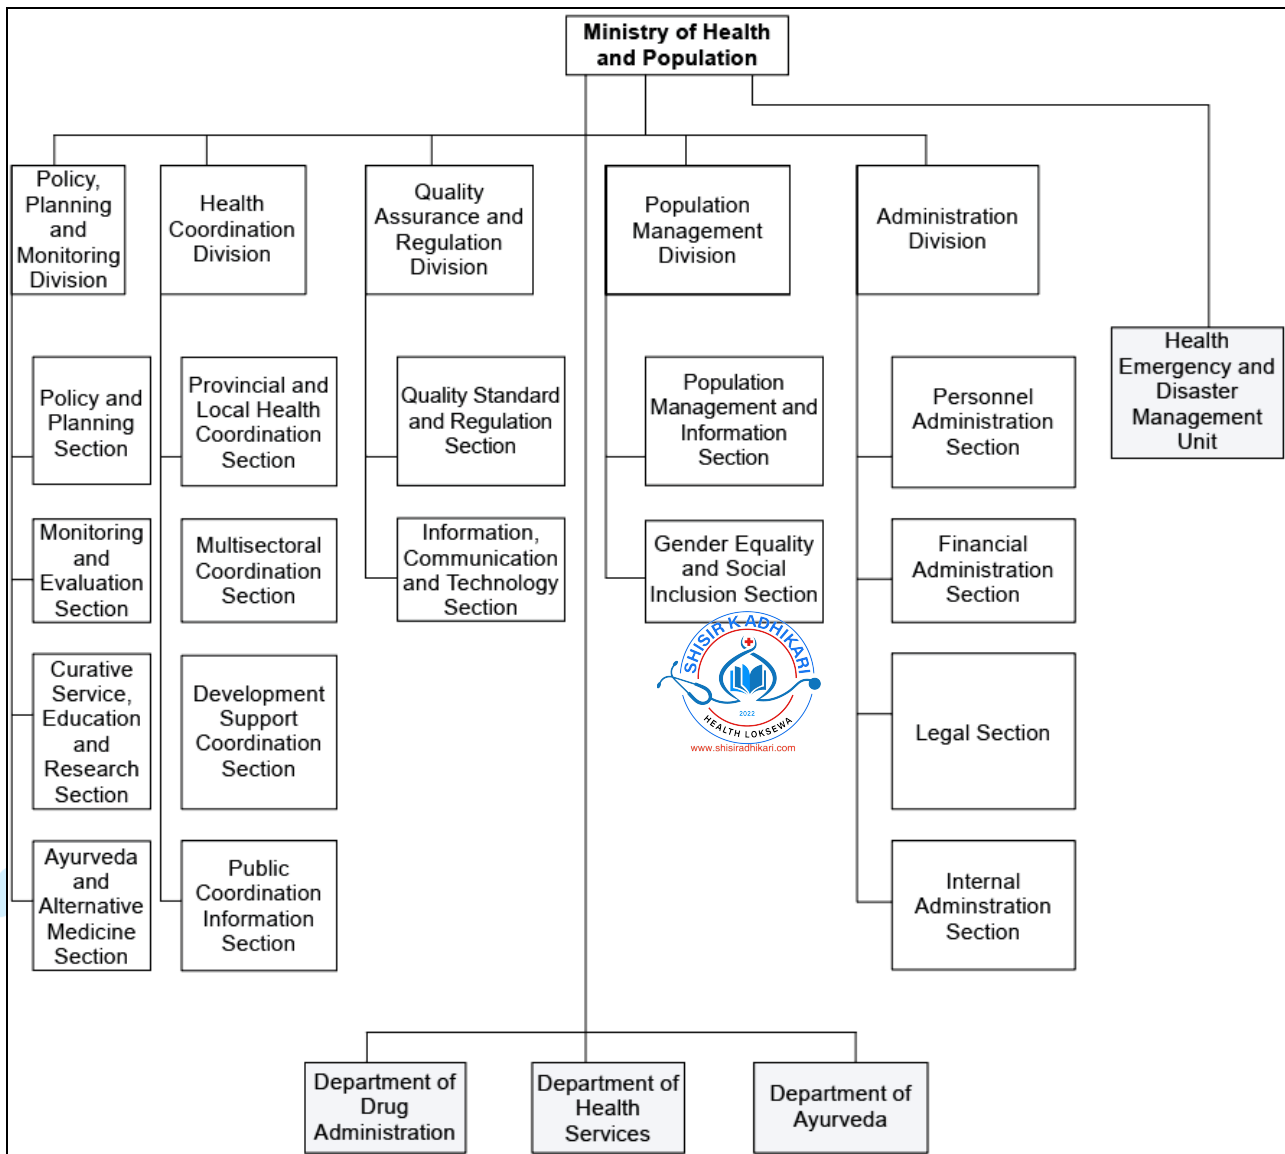 Ministry of Health
and Population
Policy,
Planning
and
Monitoring
Division
Health
Coordination
Division
Quality
Assurance and
Regulation
Division
Population
Management
Division
Administration
Division
Health
Emergency and
Disaster
Management
Unit
Policy and
Planning
Section
Provincial and
Local Health
Coordination
Section
Quality Standard
and Regulation
Section
Population
Management and
Information
Section
Personnel
Administration
Section
Monitoring
and
Evaluation
Section
Multisectoral
Coordination
Section
Information,
Communication
and Technology
Section
Gender Equality
and Social
Inclusion Section
Financial
Administration
Section
SHISIR K ADHIKARI
2022
HEALTH LOKSEWA
www.shisiradhikari.com
Curative
Service,
Education
and
Research
Section
Development
Support
Coordination
Section
Legal Section
Ayurveda
and
Alternative
Medicine
Section
Public
Coordination
Information
Section
Internal
Adminstration
Section
Department of
Drug
Administration
Department of
Health
Services
Department of
Ayurveda